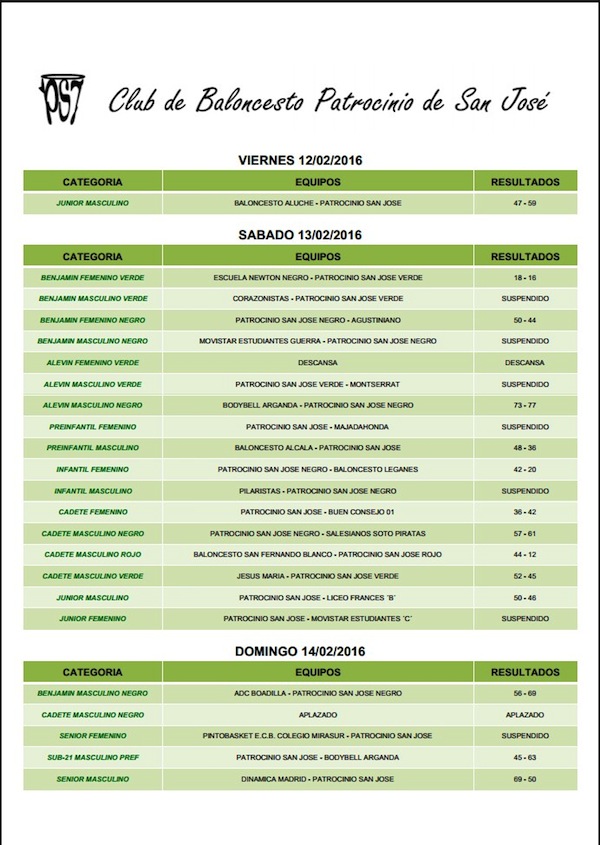 PSJ
Club de Baloncesto Patrocinio de San José
VIERNES 12/02/2016
CATEGORIA EQUIPOS RESULTADOS
JUNIOR MASCULINO BALONCESTO ALUCHE - PATROCINIO SAN JOSE 47 - 59
SABADO 13/02/2016
CATEGORIA EQUIPOS RESULTADOS
BENJAMIN FEMENINO VERDE ESCUELA NEWTON NEGRO - PATROCINIO SAN JOSE VERDE 18 - 16
BENJAMIN MASCULINO VERDE CORAZONISTAS - PATROCINIO SAN JOSE VERDE SUSPENDIDO
BENJAMIN FEMENINO NEGRO PATROCINIO SAN JOSE NEGRO - AGUSTINIANO 50 - 44
BENJAMIN MASCULINO NEGRO MOVISTAR ESTUDIANTES GUERRA - PATROCINIO SAN JOSE NEGRO SUSPENDIDO
ALEVIN FEMENINO VERDE DESCANSA DESCANSA
ALEVIN MASCULINO VERDE PATROCINIO SAN JOSE VERDE - MONTSERRAT SUSPENDIDO
ALEVIN MASCULINO NEGRO BODYBELL ARGANDA - PATROCINIO SAN JOSE NEGRO 73 - 77
PREINFANTIL FEMENINO PATROCINIO SAN JOSE - MAJADAHONDA SUSPENDIDO
PREINFANTIL MASCULINO BALONCESTO ALCALA - PATROCINIO SAN JOSE 48 - 36
INFANTIL FEMENINO PATROCINIO SAN JOSE NEGRO - BALONCESTO LEGANES 42 - 20
INFANTIL MASCULINO PILARISTAS - PATROCINIO SAN JOSE NEGRO SUSPENDIDO
CADETE FEMENINO PATROCINIO SAN JOSE - BUEN CONSEJO 01 36 - 42
CADETE MASCULINO NEGRO PATROCINIO SAN JOSE NEGRO - SALESIANOS SOTO PIRATAS 57 - 61
CADETE MASCULINO ROJO BALONCESTO SAN FERNANDO BLANCO - PATROCINIO SAN JOSE ROJO 44 - 12
CADETE MASCULINO VERDE JESUS MARIA - PATROCINIO SAN JOSE VERDE 52 - 45
JUNIOR MASCULINO PATROCINIO SAN JOSE - LICEO FRANCES ´B´ 50 - 46
JUNIOR FEMENINO PATROCINIO SAN JOSE - MOVISTAR ESTUDIANTES ´C´ SUSPENDIDO
DOMINGO 14/02/2016
CATEGORIA EQUIPOS RESULTADOS
BENJAMIN MASCULINO NEGRO ADC BOADILLA - PATROCINIO SAN JOSE NEGRO 56 - 69
CADETE MASCULINO NEGRO APLAZADO APLAZADO
SENIOR FEMENINO PINTOBASKET E.C.B. COLEGIO MIRASUR - PATROCINIO SAN JOSE SUSPENDIDO
SUB-21 MASCULINO PREF PATROCINIO SAN JOSE - BODYBELL ARGANDA 45 - 63
SENIOR MASCULINO DINAMICA MADRID - PATROCINIO SAN JOSE 69 - 50